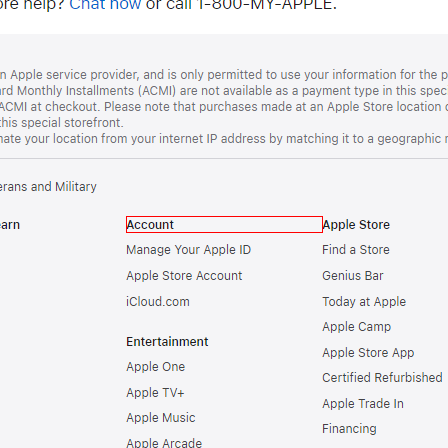 ore help? Chat now or call 1-800-MY-APPLE.
n Apple service provider, and is only permitted to use your information for the p
rd Monthly Installments (ACMI) are not available as a payment type in this spec
ACMI at checkout. Please note that purchases made at an Apple Store location
this special storefront.
mate your location from your internet IP address by matching it to a geographic
erans and Military
earn
Account
Manage Your Apple ID
Apple Store Account
iCloud.com
Entertainment
Apple One
Apple TV+
Apple Music
Apple Arcade
Apple Store
Find a Store
Genius Bar
Today at Apple
Apple Camp
Apple Store App
Certified Refurbished
Apple Trade In
Financing